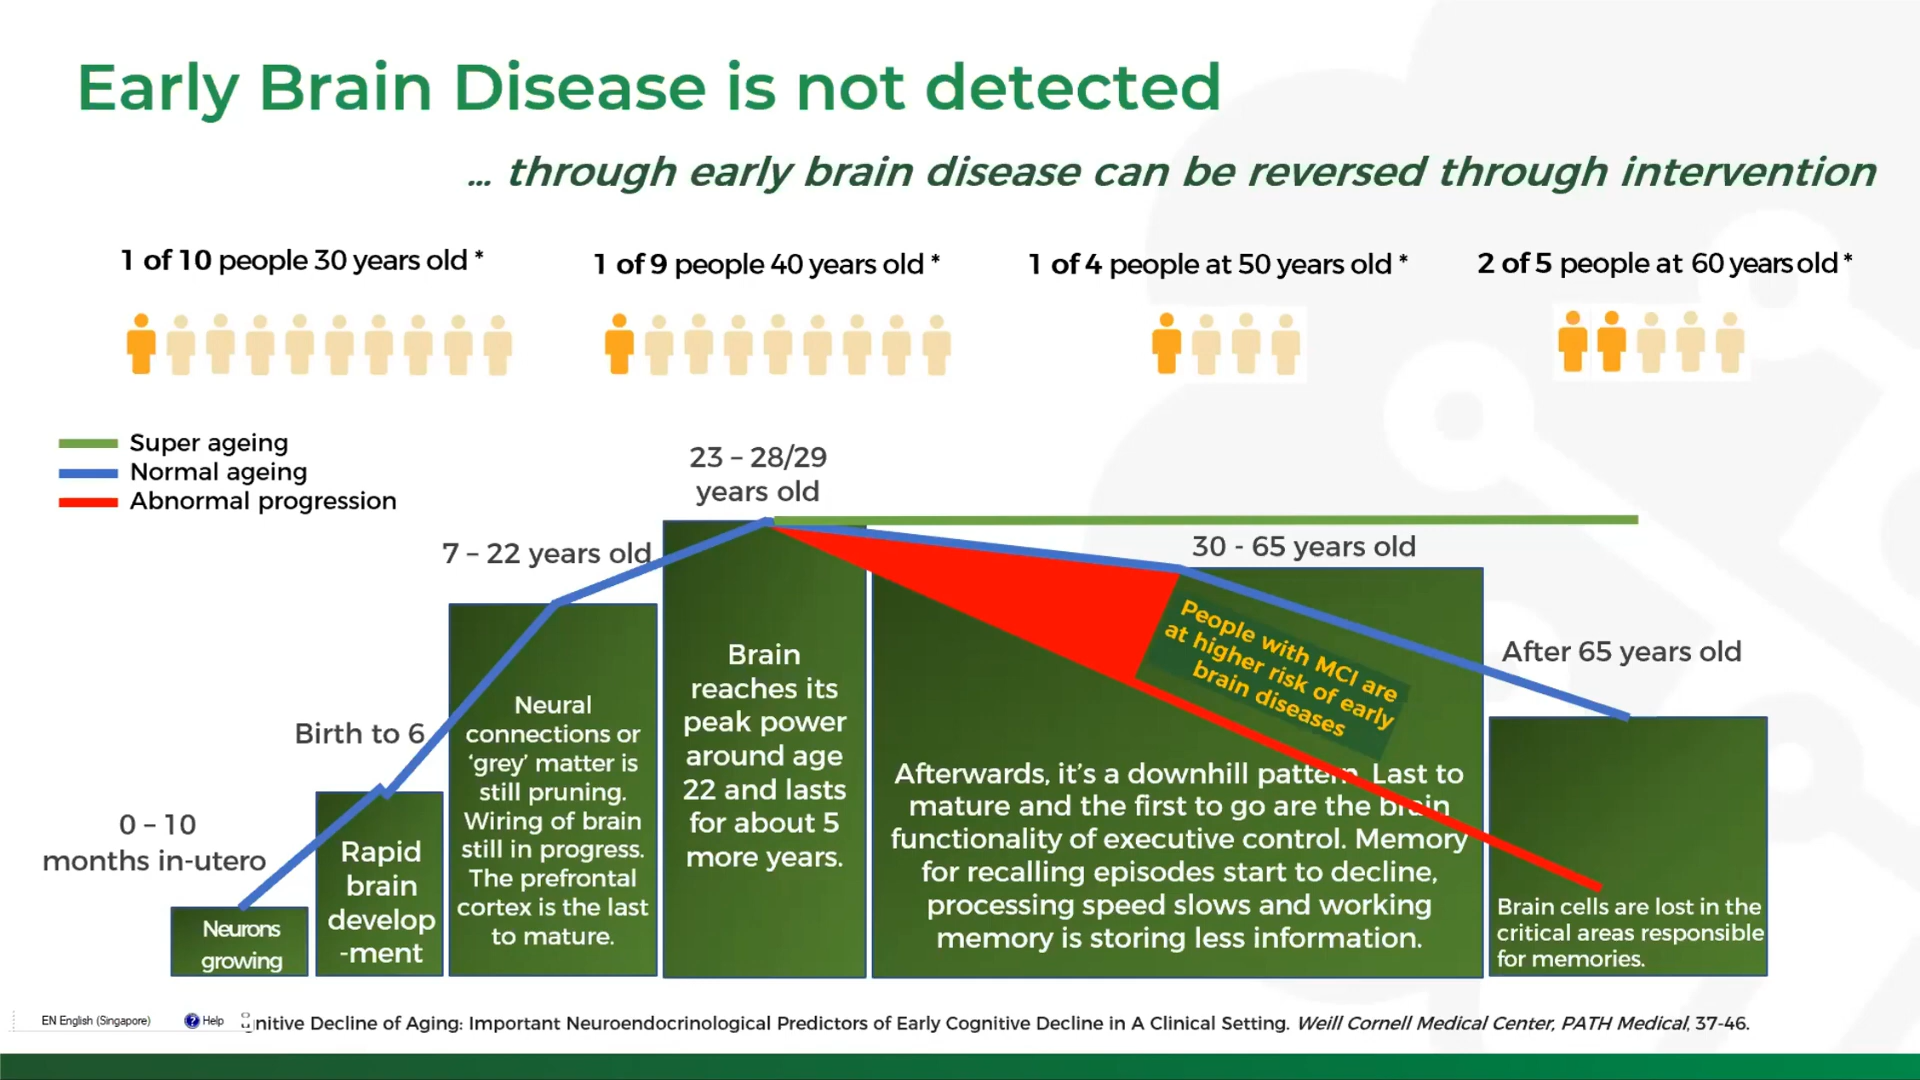 Early Brain Disease is not detected
... through early brain disease can be reversed through intervention
1 of 10 people 30 years old *
1 of 9 people 40 years old *
1 of 4 people at 50 years old *
2 of 5 people at 60 years old *
Super ageing
Normal ageing
Abnormal progression
0 – 10
months in-utero
Neurons
growing
Birth to 6
Rapid
brain
develop
-ment
7 – 22 years old
Neural
connections or
‘grey’ matter is
still pruning.
Wiring of brain
still in progress.
The prefrontal
cortex is the last
to mature.
23 – 28/29
years old
Brain
reaches its
peak power
around age
22 and lasts
for about 5
more years.
30 - 65 years old
People with MCI are
at higher risk of early
brain diseases
Afterwards, it’s a downhill pattern. Last to
mature and the first to go are the brain
functionality of executive control. Memory
for recalling episodes start to decline,
processing speed slows and working
memory is storing less information.
After 65 years old
Brain cells are lost in the
critical areas responsible
for memories.
EN English (Singapore)
Help
gnitive Decline of Aging: Important Neuroendocrinological Predictors of Early Cognitive Decline in A Clinical Setting. Weill Cornell Medical Center, PATH Medical, 37-46.